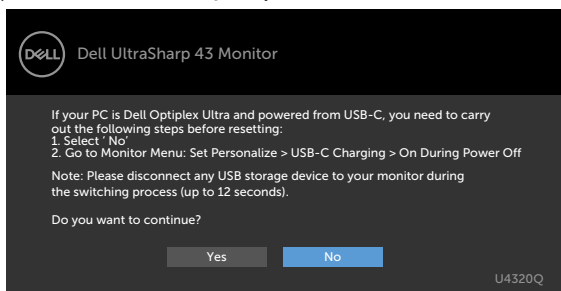 DELL
Dell UltraSharp 43 Monitor
If your PC is Dell Optiplex Ultra and powered from USB-C, you need to carry
out the following steps before resetting:
1. Select ‘ No’
2. Go to Monitor Menu: Set Personalize > USB-C Charging > On During Power Off
Note: Please disconnect any USB storage device to your monitor during
the switching process (up to 12 seconds).
Do you want to continue?
Yes
No
U4320Q